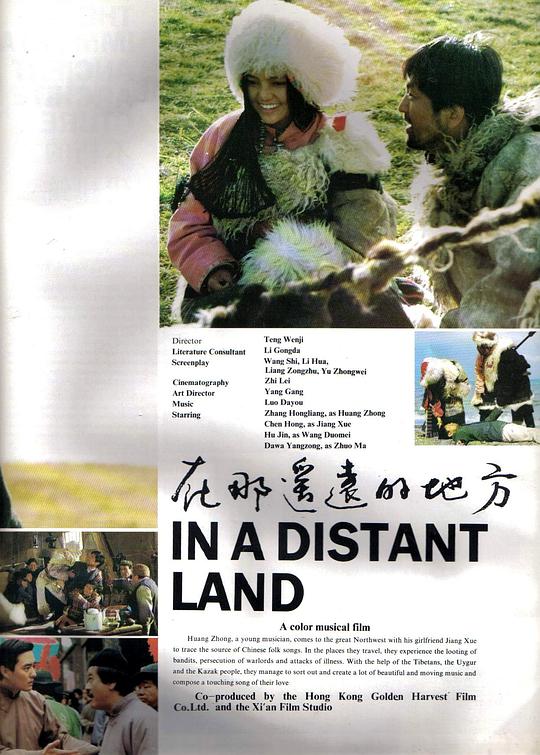 Director Teng Wenji
Literature Consultant Li Gongda
Screenplay Wang Shi, Li Hua,
Liang Zongzhu, Yu Zhongwei
Cinematography Zhi Lei
Art Director Yang Gang
Music Luo Dayou
Starring Zhang Hongliang, as Huang Zhong
Chen Hong, as Jiang Xue
Hu Jin, as Wang Duomei
Dawa Yangzong, as Zhuo Ma
在那遥遠的地方
IN A DISTANT
LAND
A color musical film
Huang Zhong, a young musician, comes to the great Northwest with his girlfriend Jiang Xue
to trace the source of Chinese folk songs. In the places they travel, they experience the looting of
bandits, persecution of warlords and attacks of illness. With the help of the Tibetans, the Uygur
and the Kazak people, they manage to sort out and create a lot of beautiful and moving music and
compose a touching song of their love
Co-produced by the Hong Kong Golden Harvest Film
Co.Ltd. and the Xi'an Film Studio